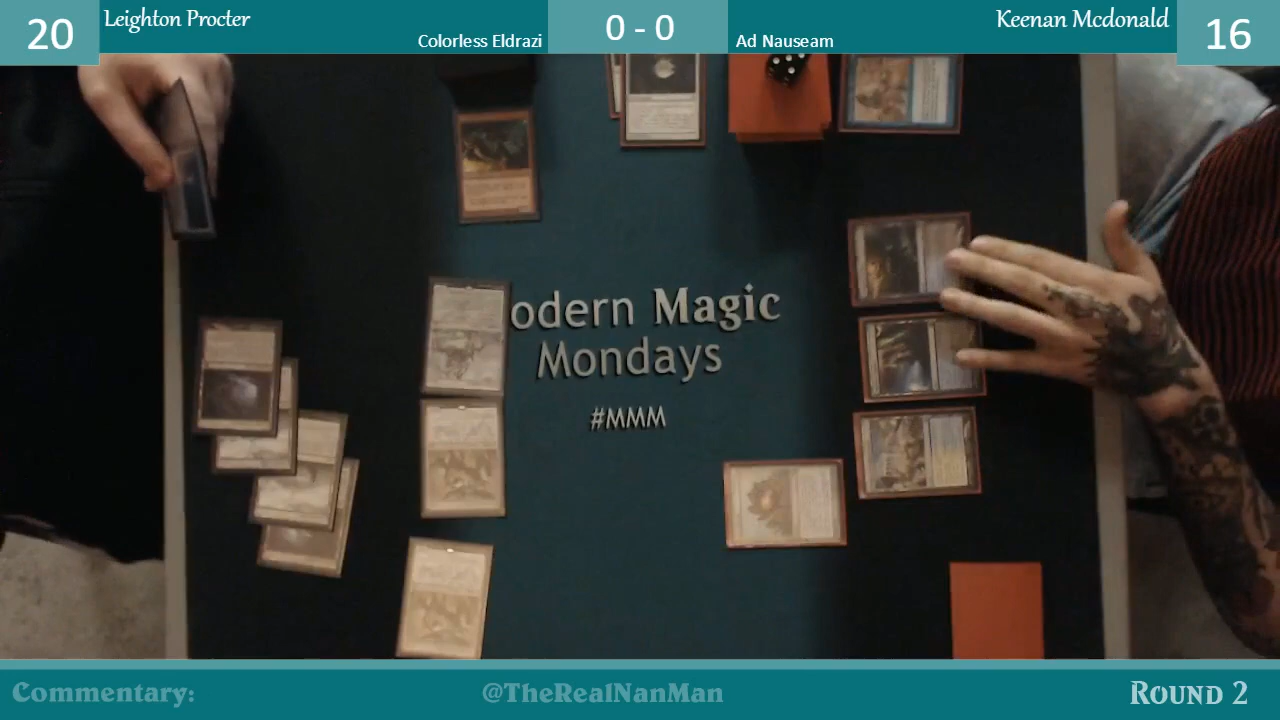 20
Leighton Procter
Colorless Eldrazi
0 - 0
Ad Nauseam
Keenan Mcdonald
16
odern Magic
Mondays
#MMM
Commentary:
@TheRealNanMan
Round 2